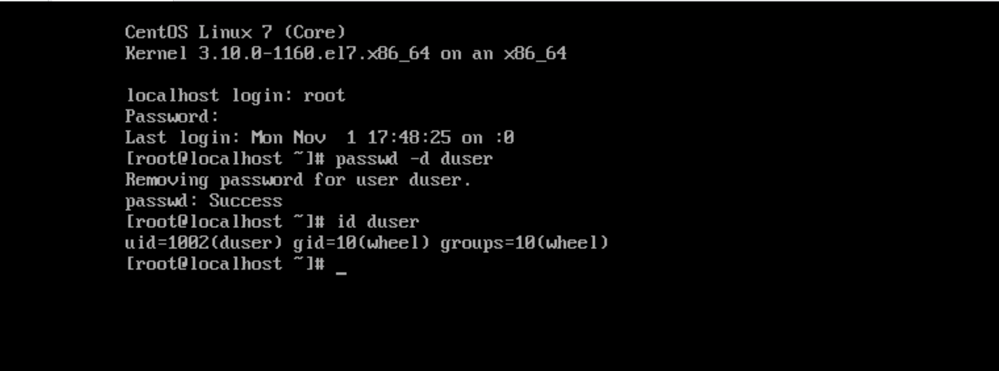 CentOS Linux 7 (Core)
Kernel 3.10.0-1160.el7.x86_64 on an x86_64
localhost login: root
Password:
Last login: Mon Nov  1 17:48:25 on :0
[root@localhost ~]# passwd -d duser
Removing password for user duser.
passwd: Success
[root@localhost ~]# id duser
uid=1002(duser) gid=10(wheel) groups=10(wheel)
[root@localhost ~]# _